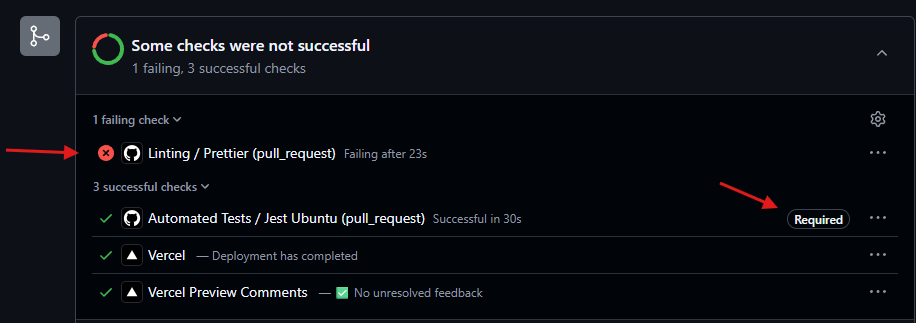 Some checks were not successful
1 failing, 3 successful checks
1 failing check
Linting / Prettier (pull_request) Failing after 23s
3 successful checks
Automated Tests / Jest Ubuntu (pull_request) Successful in 30s Required
Vercel — Deployment has completed
Vercel Preview Comments — ✅ No unresolved feedback